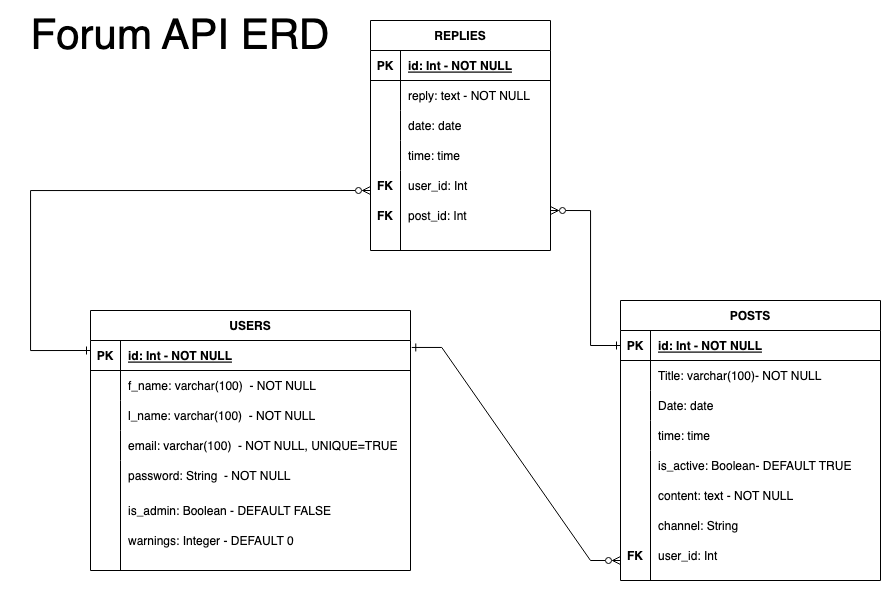 Forum API ERD
REPLIES
PK id: Int - NOT NULL
reply: text - NOT NULL
date: date
time: time
FK user_id: Int
FK post_id: Int
USERS
PK id: Int - NOT NULL
f_name: varchar(100)  - NOT NULL
l_name: varchar(100)  - NOT NULL
email: varchar(100)  - NOT NULL, UNIQUE=TRUE
password: String  - NOT NULL
is_admin: Boolean - DEFAULT FALSE
warnings: Integer - DEFAULT 0
POSTS
PK id: Int - NOT NULL
Title: varchar(100)- NOT NULL
Date: date
time: time
is_active: Boolean- DEFAULT TRUE
content: text - NOT NULL
channel: String
FK user_id: Int